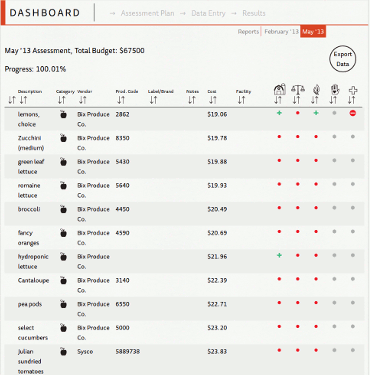 DASHBOARD → Assessment Plan → Data Entry → Results
Reports February '13 May '13
May '13 Assessment, Total Budget: $67500
Export
Data
Progress: 100.01%
Description Category Vendor Prod. Code Label/Brand Notes Cost Facility
lemons, Bix Produce 2862 $19.06
choice Co.
Zucchini Bix Produce 8350 $19.78
(medium) Co.
green leaf Bix Produce 5430 $19.88
lettuce Co.
romaine Bix Produce 5640 $19.93
lettuce Co.
broccoli Bix Produce 4450 $20.49
Co.
fancy Bix Produce 4590 $20.69
oranges Co.
hydroponic Bix Produce $21.96
lettuce Co.
Cantaloupe Bix Produce 3140 $22.39
Co.
pea pods Bix Produce 6550 $22.71
Co.
select Bix Produce 5000 $23.20
cucumbers Co.
Julian Sysco 5889738 $23.83
sundried
tomatoes